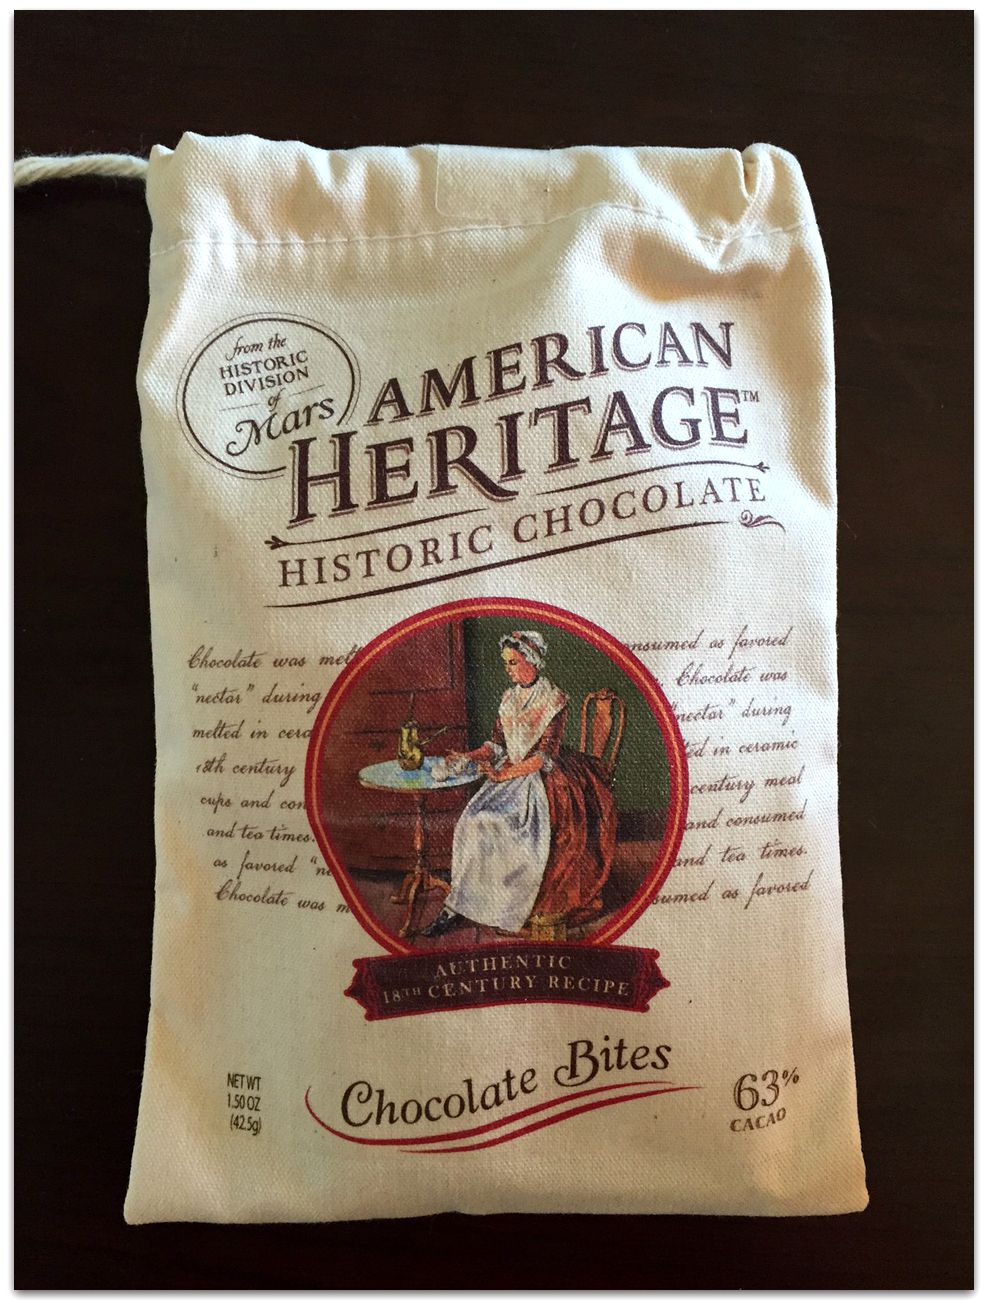 from the
HISTORIC
DIVISION
of
Mars
AMERICAN
HERITAGE™
HISTORIC CHOCOLATE
Chocolate was melt
"nectar" during
melted in cera
18th century
cups and con
and tea times.
as favored "ne
Chocolate was m
nsumed as favored
Chocolate was
"nectar" during
ted in ceramic
century meal
and consumed
and tea times.
sumed as favored
AUTHENTIC
18TH CENTURY RECIPE
Chocolate Bites
NET WT
1.50 OZ
(42.5g)
63%
CACAO